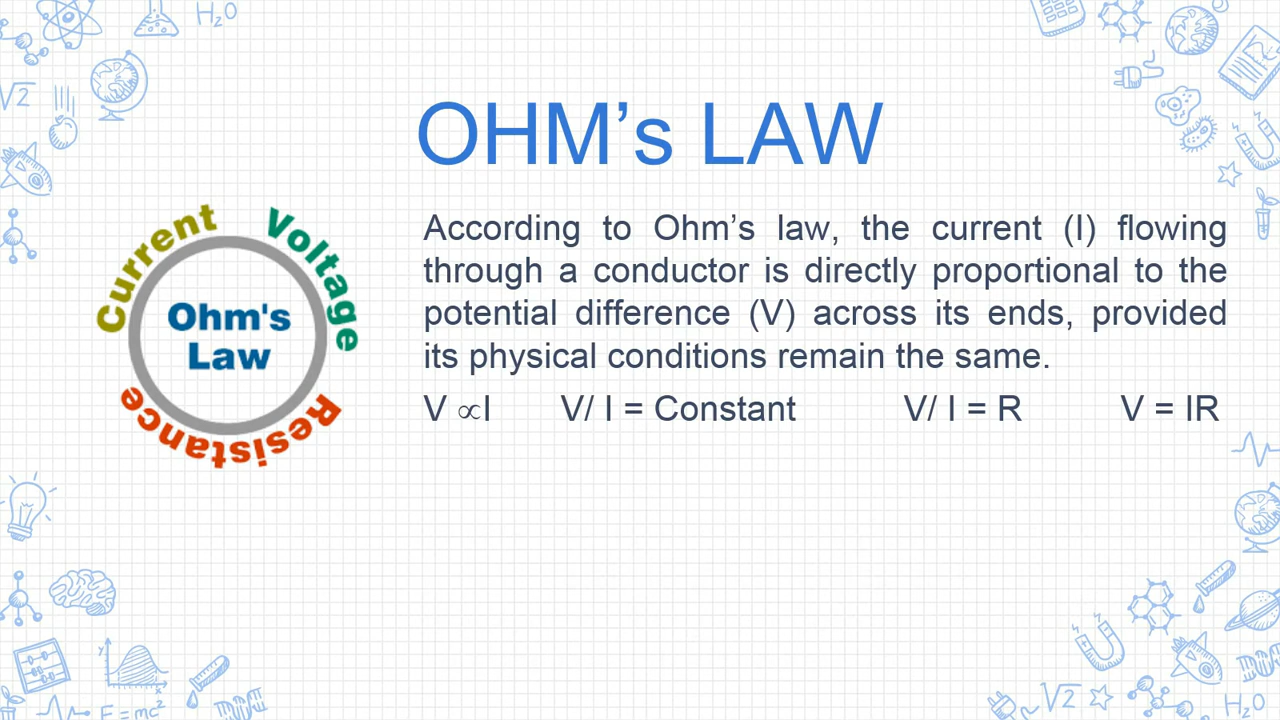 H₂O
√2
OHM’s LAW
Current
Voltage
Ohm's
Law
Resistance
According to Ohm’s law, the current (I) flowing
through a conductor is directly proportional to the
potential difference (V) across its ends, provided
its physical conditions remain the same.
V ∝I V/ I = Constant V/ I = R V = IR
y
x
E=mc²
√2
H₂O